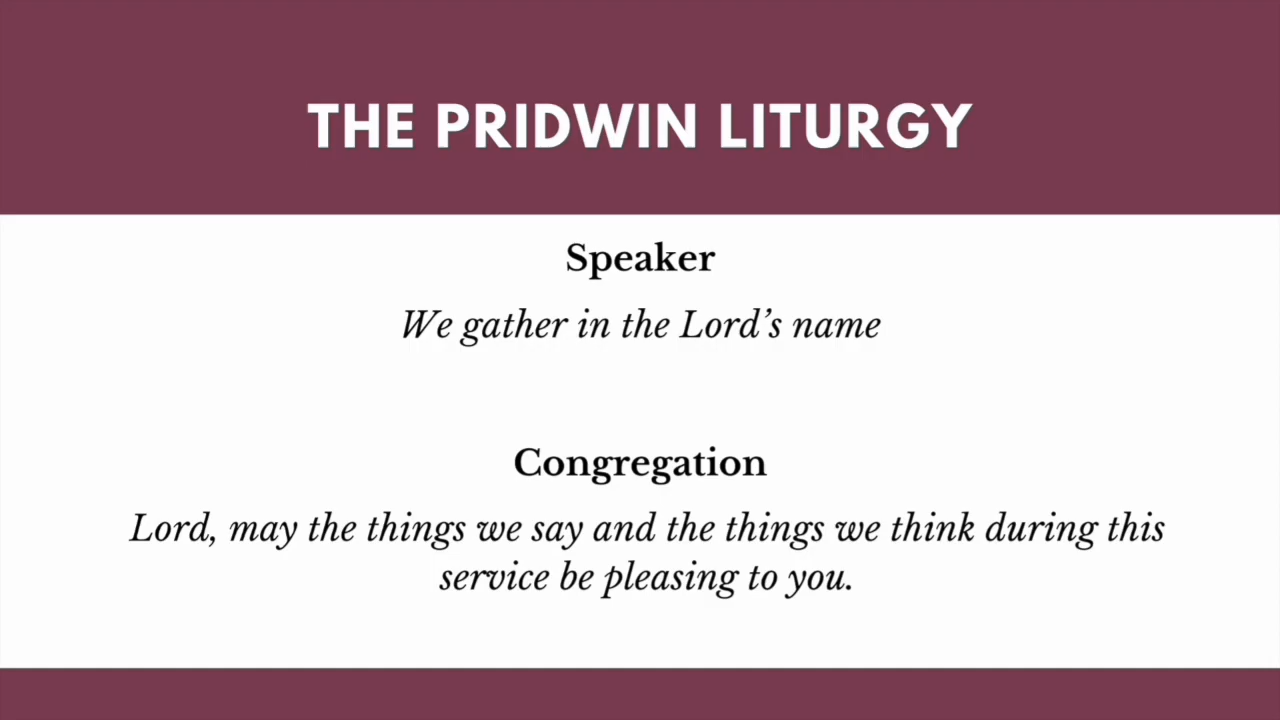 THE PRIDWIN LITURGY
Speaker
We gather in the Lord’s name
Congregation
Lord, may the things we say and the things we think during this
service be pleasing to you.